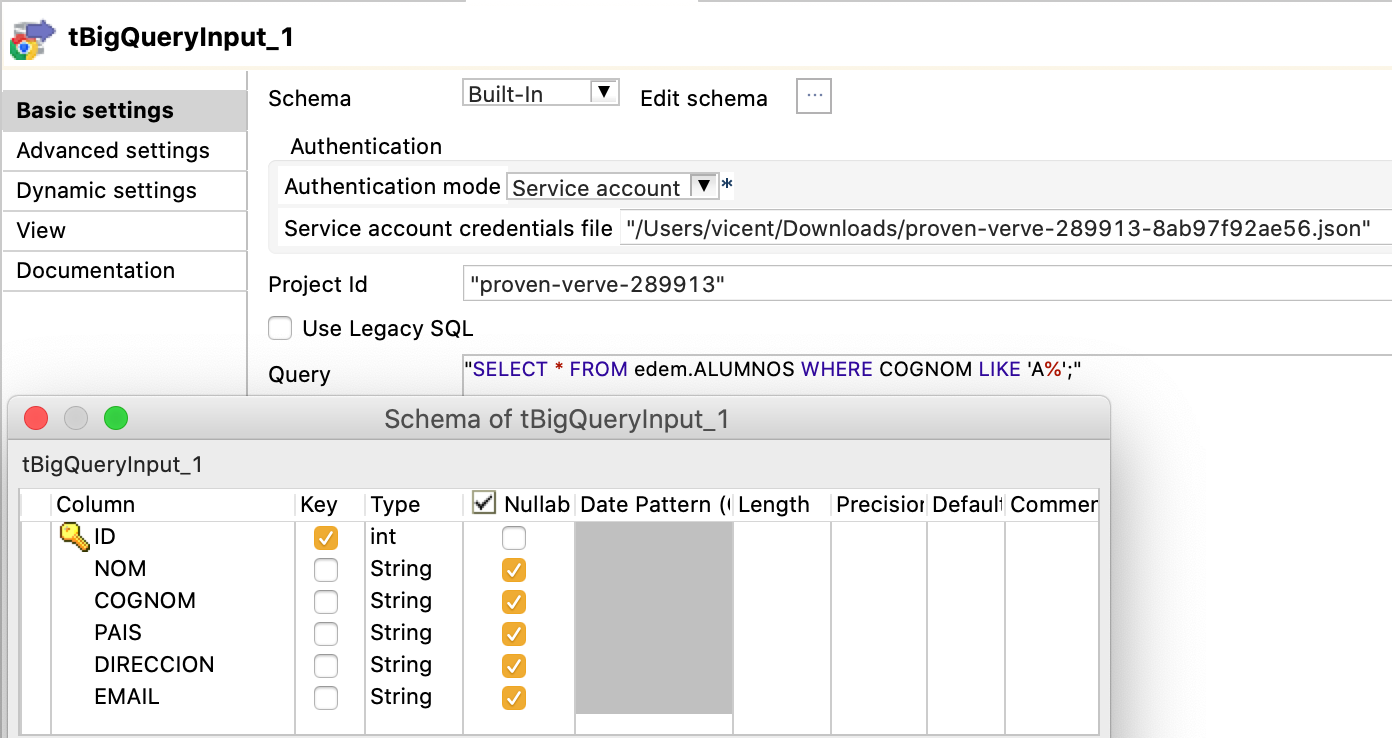 tBigQueryInput_1
Basic settings
Advanced settings
Dynamic settings
View
Documentation
Schema Built-In Edit schema ...
Authentication
Authentication mode Service account *
Service account credentials file "/Users/vicent/Downloads/proven-verve-289913-8ab97f92ae56.json"
Project Id "proven-verve-289913"
Use Legacy SQL
Query "SELECT * FROM edem.ALUMNOS WHERE COGNOM LIKE 'A%';"
Schema of tBigQueryInput_1
tBigQueryInput_1
Column Key Type Nullab Date Pattern ( Length Precision Default Commen
ID int
NOM String
COGNOM String
PAIS String
DIRECCION String
EMAIL String